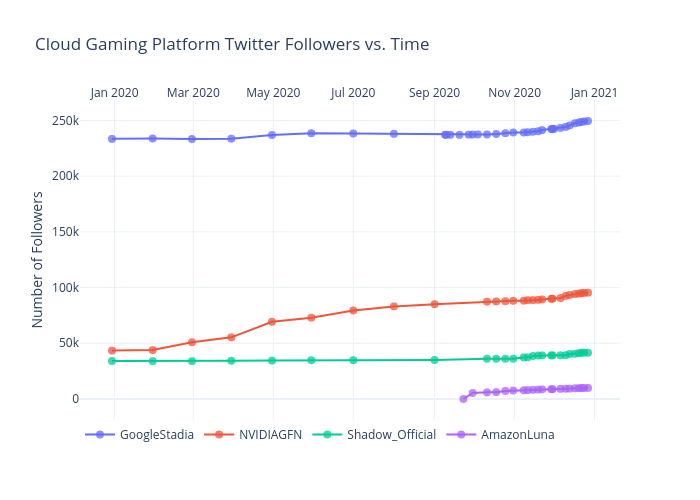 Cloud Gaming Platform Twitter Followers vs. Time
Jan 2020 Mar 2020 May 2020 Jul 2020 Sep 2020 Nov 2020 Jan 2021
250k
200k
150k
100k
50k
0
Number of Followers
GoogleStadia NVIDIAGFN Shadow_Official AmazonLuna